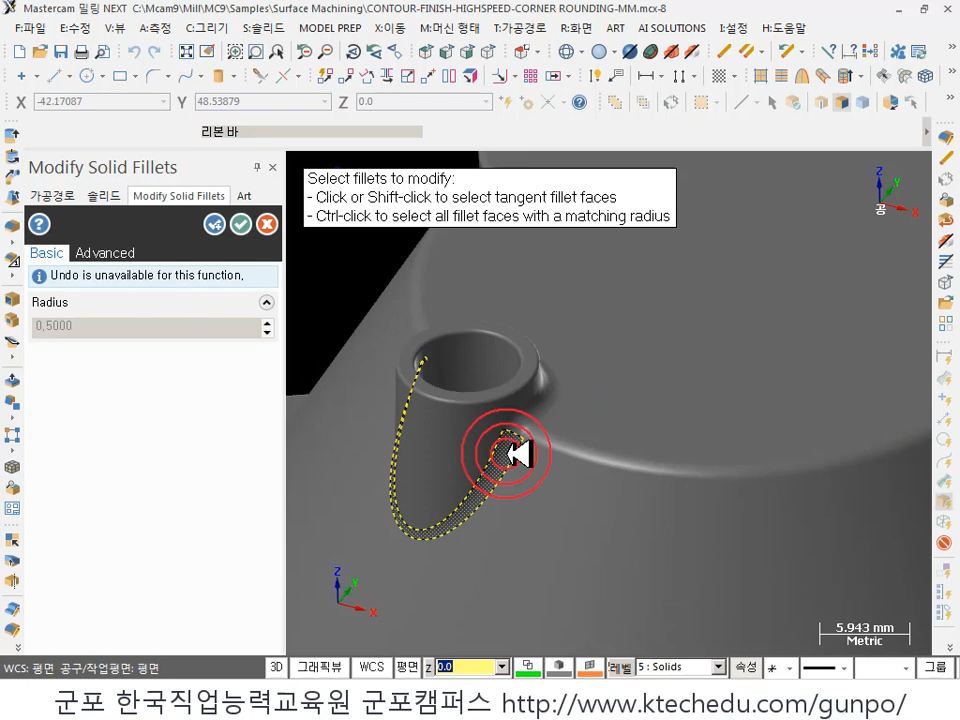 Mastercam 밀링 NEXT C:\Mcam9\Mill\MC9\Samples\Surface Machining\CONTOUR-FINISH-HIGHSPEED-CORNER ROUNDING-MM.mcx-8
F:파일 E:수정 V:뷰 A:측정 C:그리기 S:솔리드 MODEL PREP X:이동 M:머신 형태 T:가공경로 R:화면 ART AI SOLUTIONS I:설정 H:도움말
X -42.17087 Y 48.53879 Z 0.0
리본 바
Modify Solid Fillets
가공경로 솔리드 Modify Solid Fillets Art
Basic Advanced
Undo is unavailable for this function,
Radius
0,5000
Select fillets to modify:
- Click or Shift-click to select tangent fillet faces
- Ctrl-click to select all fillet faces with a matching radius
Z
Y
X
공
Z
Y
X
5.943 mm
Metric
WCS: 평면 공구/작업평면: 평면 3D 그래픽뷰 WCS 평면 Z 0.0 레벨 5 : Solids 속성 그룹
군포 한국직업능력교육원 군포캠퍼스 http://www.ktechedu.com/gunpo/